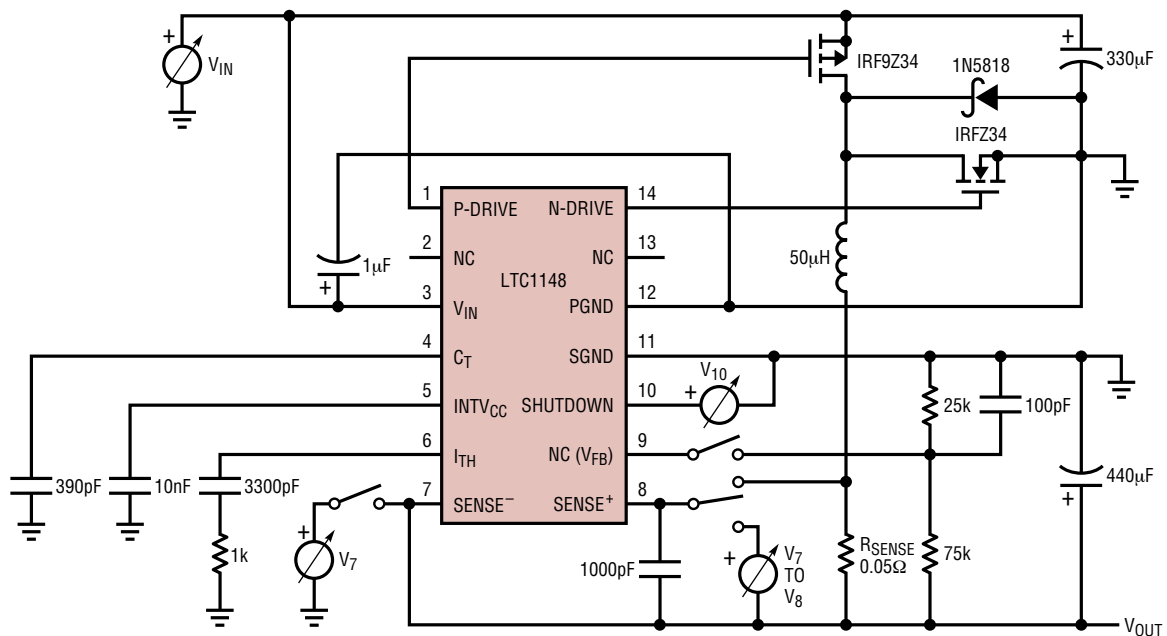 +
V_IN
IRF9Z34
1N5818
+
330µF
IRFZ34
1
P-DRIVE
N-DRIVE
14
2
NC
NC
13
1µF
+
LTC1148
50µH
3
V_IN
PGND
12
4
C_T
SGND
11
5
INTV_CC
SHUTDOWN
10
+
V_10
25k
100pF
6
I_TH
NC (V_FB)
9
7
SENSE⁻
SENSE⁺
8
390pF
10nF
3300pF
1k
+
V_7
1000pF
+
V_7
TO
V_8
R_SENSE
0.05Ω
75k
440µF
+
V_OUT